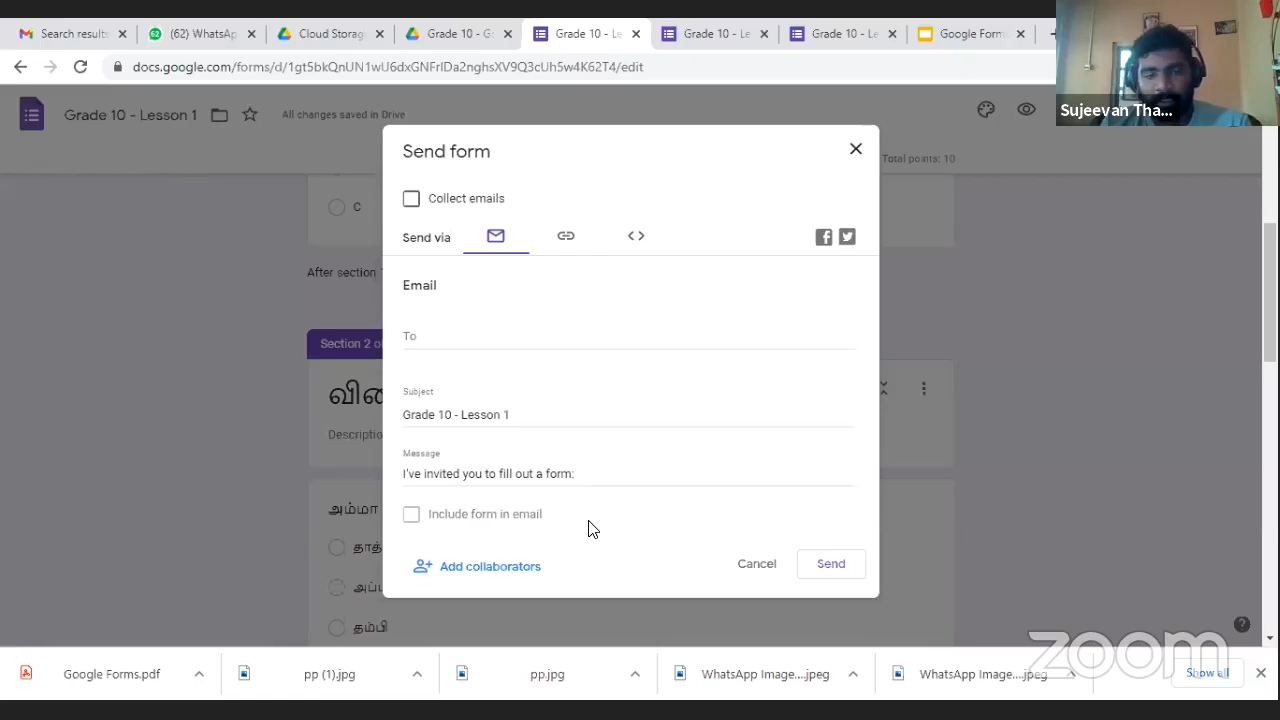 Search results
(62) WhatsAp
Cloud Storag
Grade 10 - G
Grade 10 - Le
Grade 10 - Le
Grade 10 - Le
Google Form
docs.google.com/forms/d/1gt5bkQnUN1wU6dxGNFrIDa2nghsXV9Q3cUh5w4K62T4/edit
Sujeevan Tha...
Grade 10 - Lesson 1
All changes saved in Drive
Send form
Total points: 10
Collect emails
C
Send via
After section
Email
To
Section 2 o
Subject
Grade 10 - Lesson 1
Descriptio
Message
I've invited you to fill out a form:
அம்மா
Include form in email
தாத்
அப்
Add collaborators
Cancel
Send
தம்பி
zoom
Google Forms.pdf
pp (1).jpg
pp.jpg
WhatsApp Image....jpeg
WhatsApp Image....jpeg
Show all